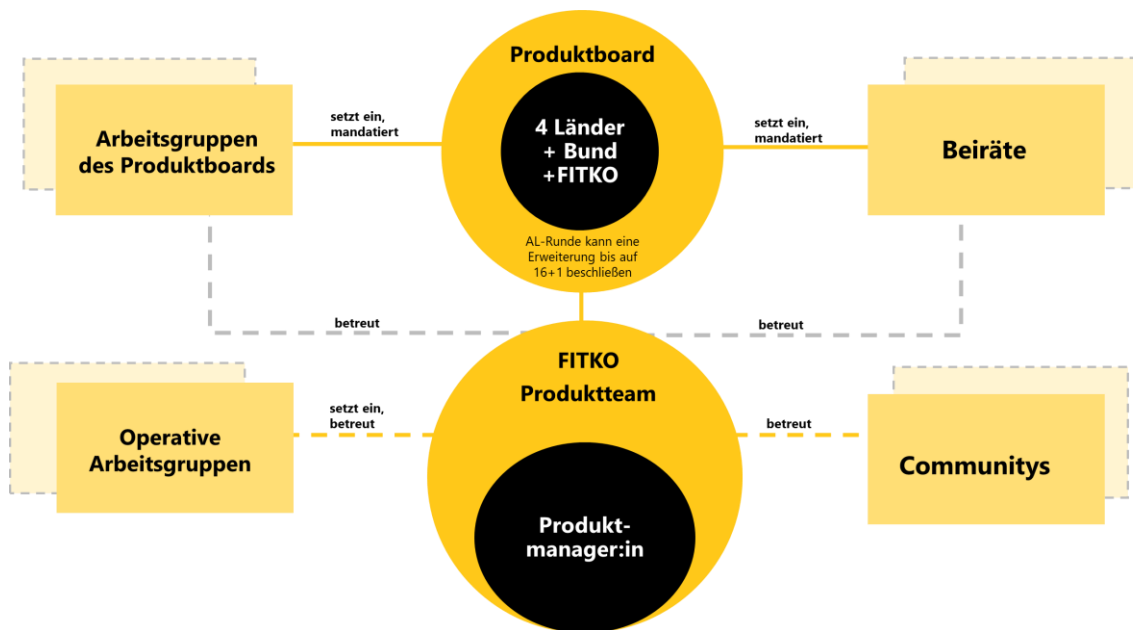 Produktboard
4 Länder
+ Bund
+FITKO
AL-Runde kann eine
Erweiterung bis auf
16+1 beschließen
Arbeitsgruppen
des Produktboards
setzt ein,
mandatiert
setzt ein,
mandatiert
Beiräte
betreut
betreut
FITKO
Produktteam
Operative
Arbeitsgruppen
setzt ein,
betreut
betreut
Communitys
Produkt-
manager:in